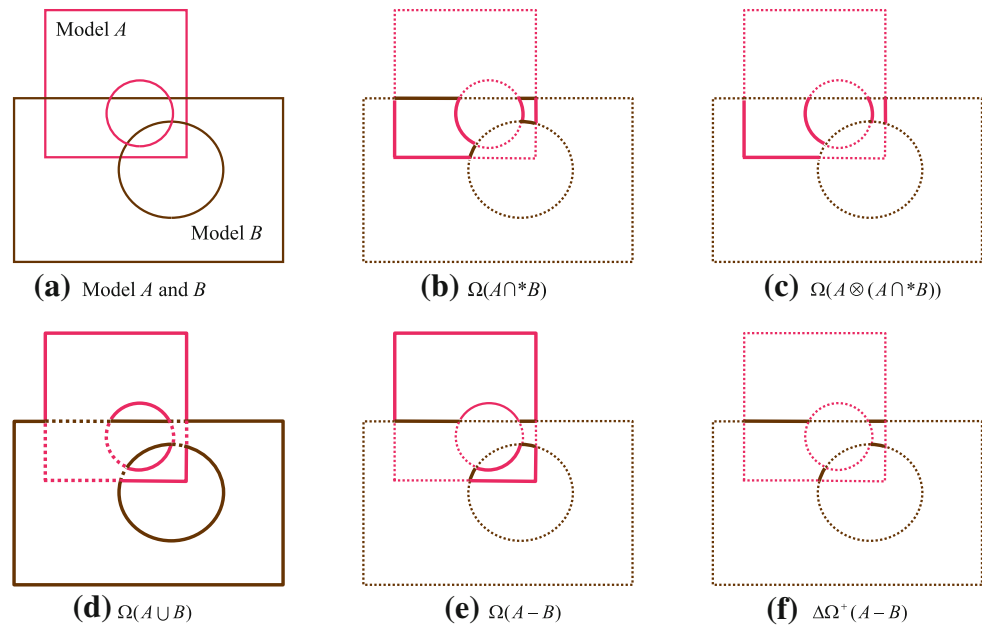 Model A
Model B
(a) Model A and B
(b) Ω(A∩*B)
(c) Ω(A⊗(A∩*B))
(d) Ω(A∪B)
(e) Ω(A−B)
(f) ΔΩ⁺(A−B)